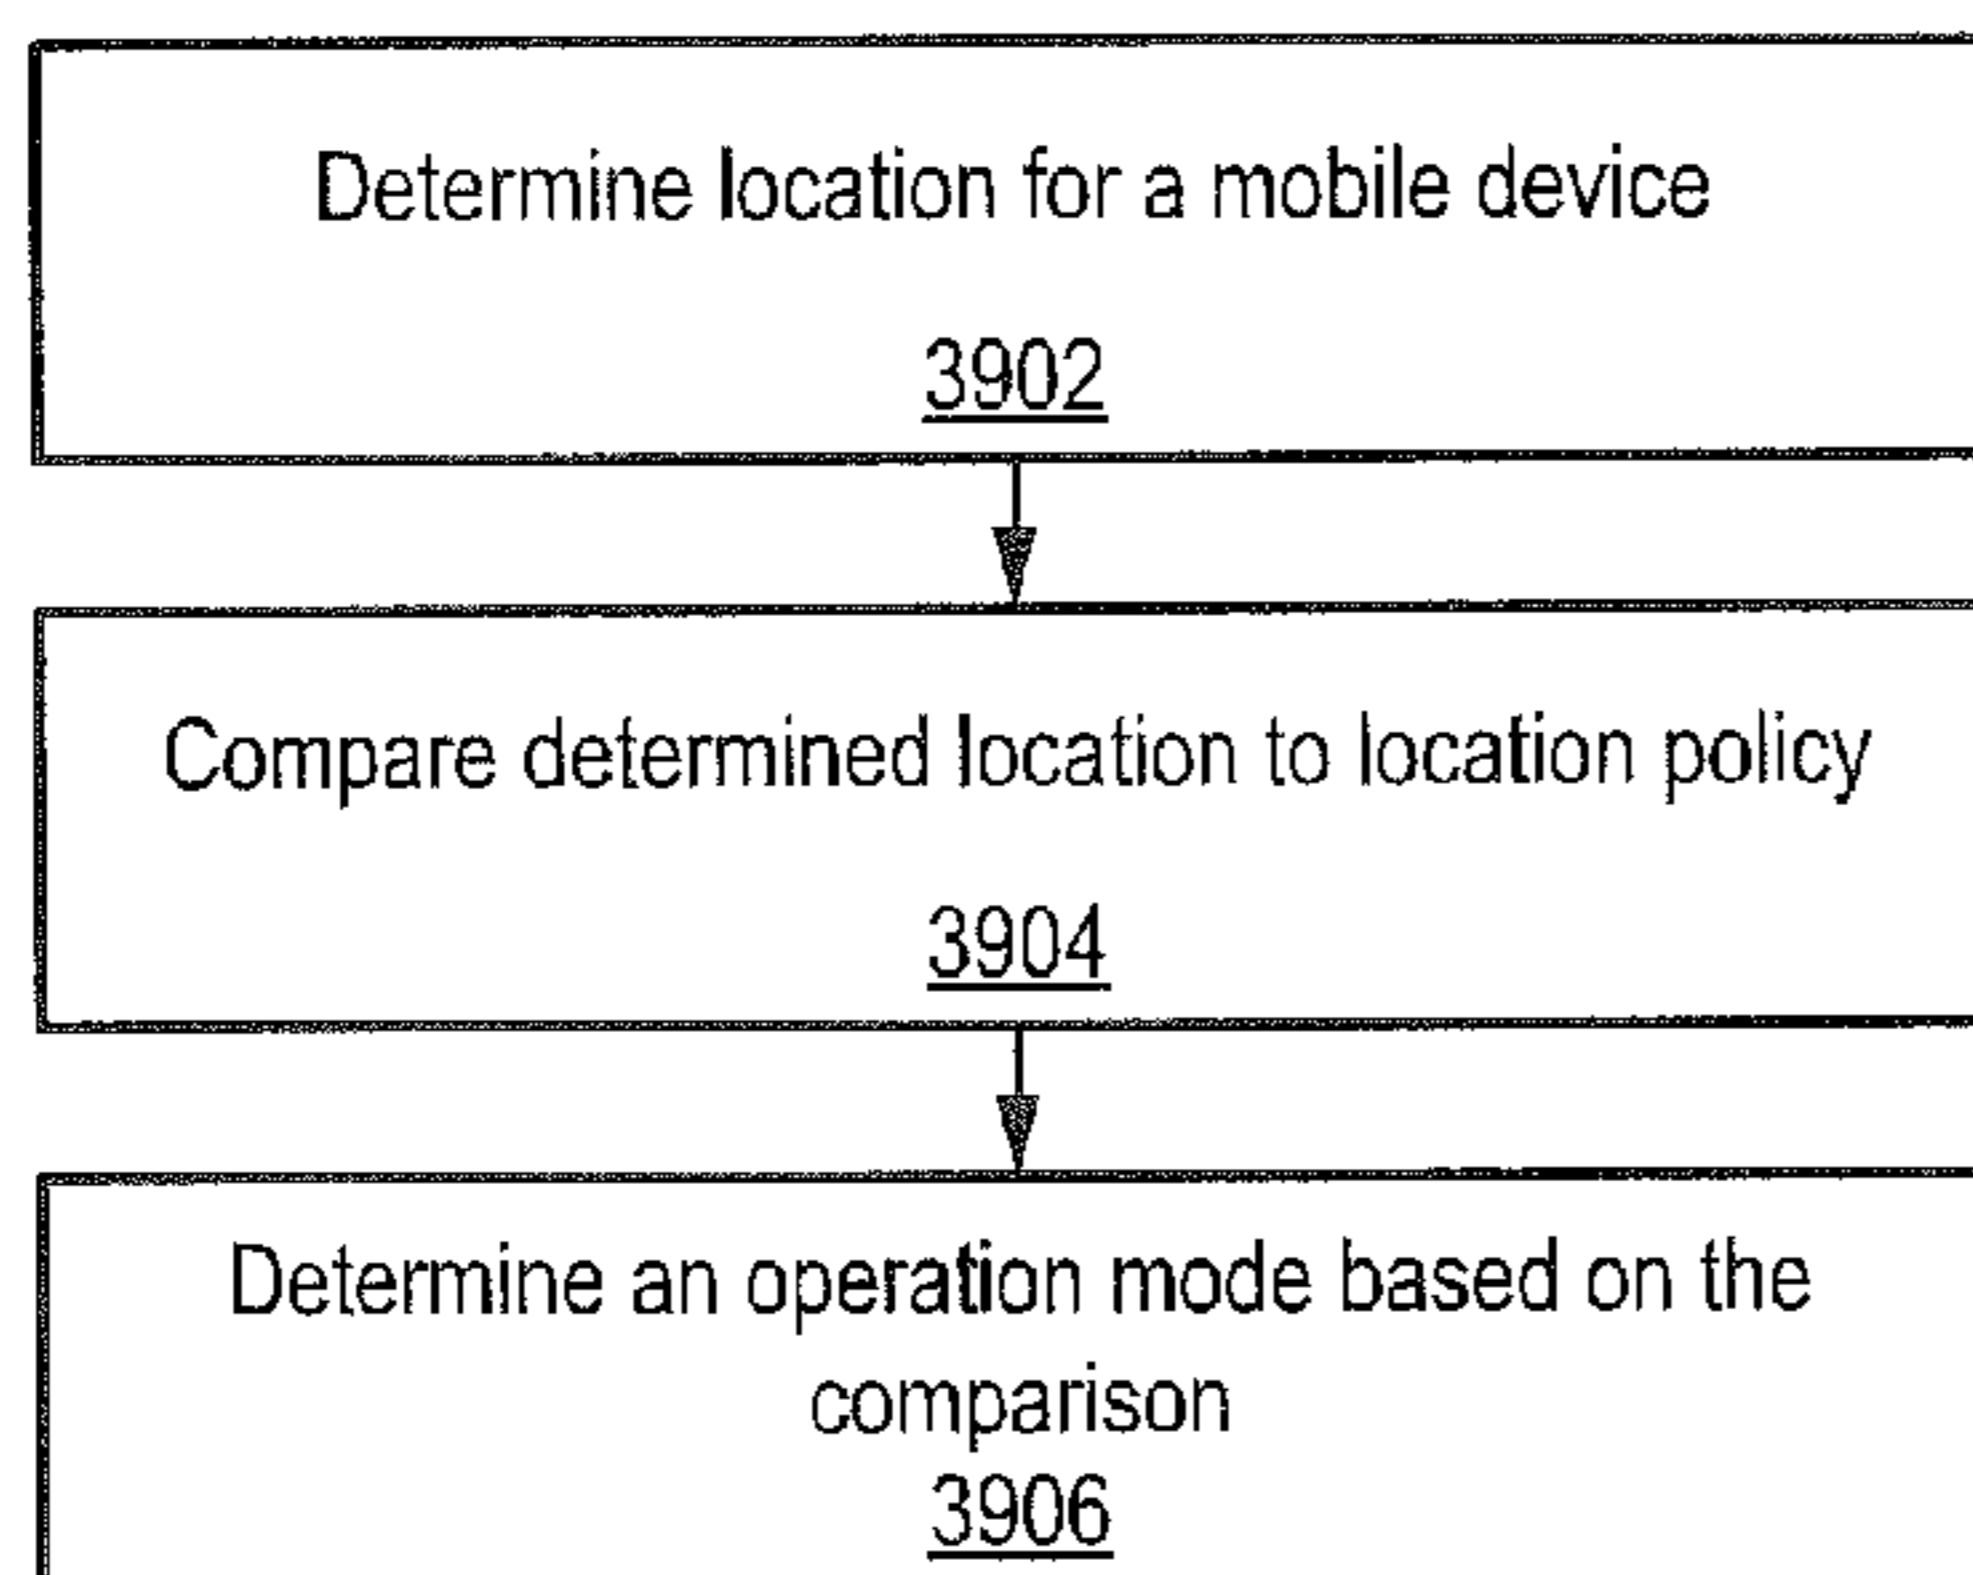 Determine location for a mobile device
3902
Compare determined location to location policy
3904
Determine an operation mode based on the
comparison
3906